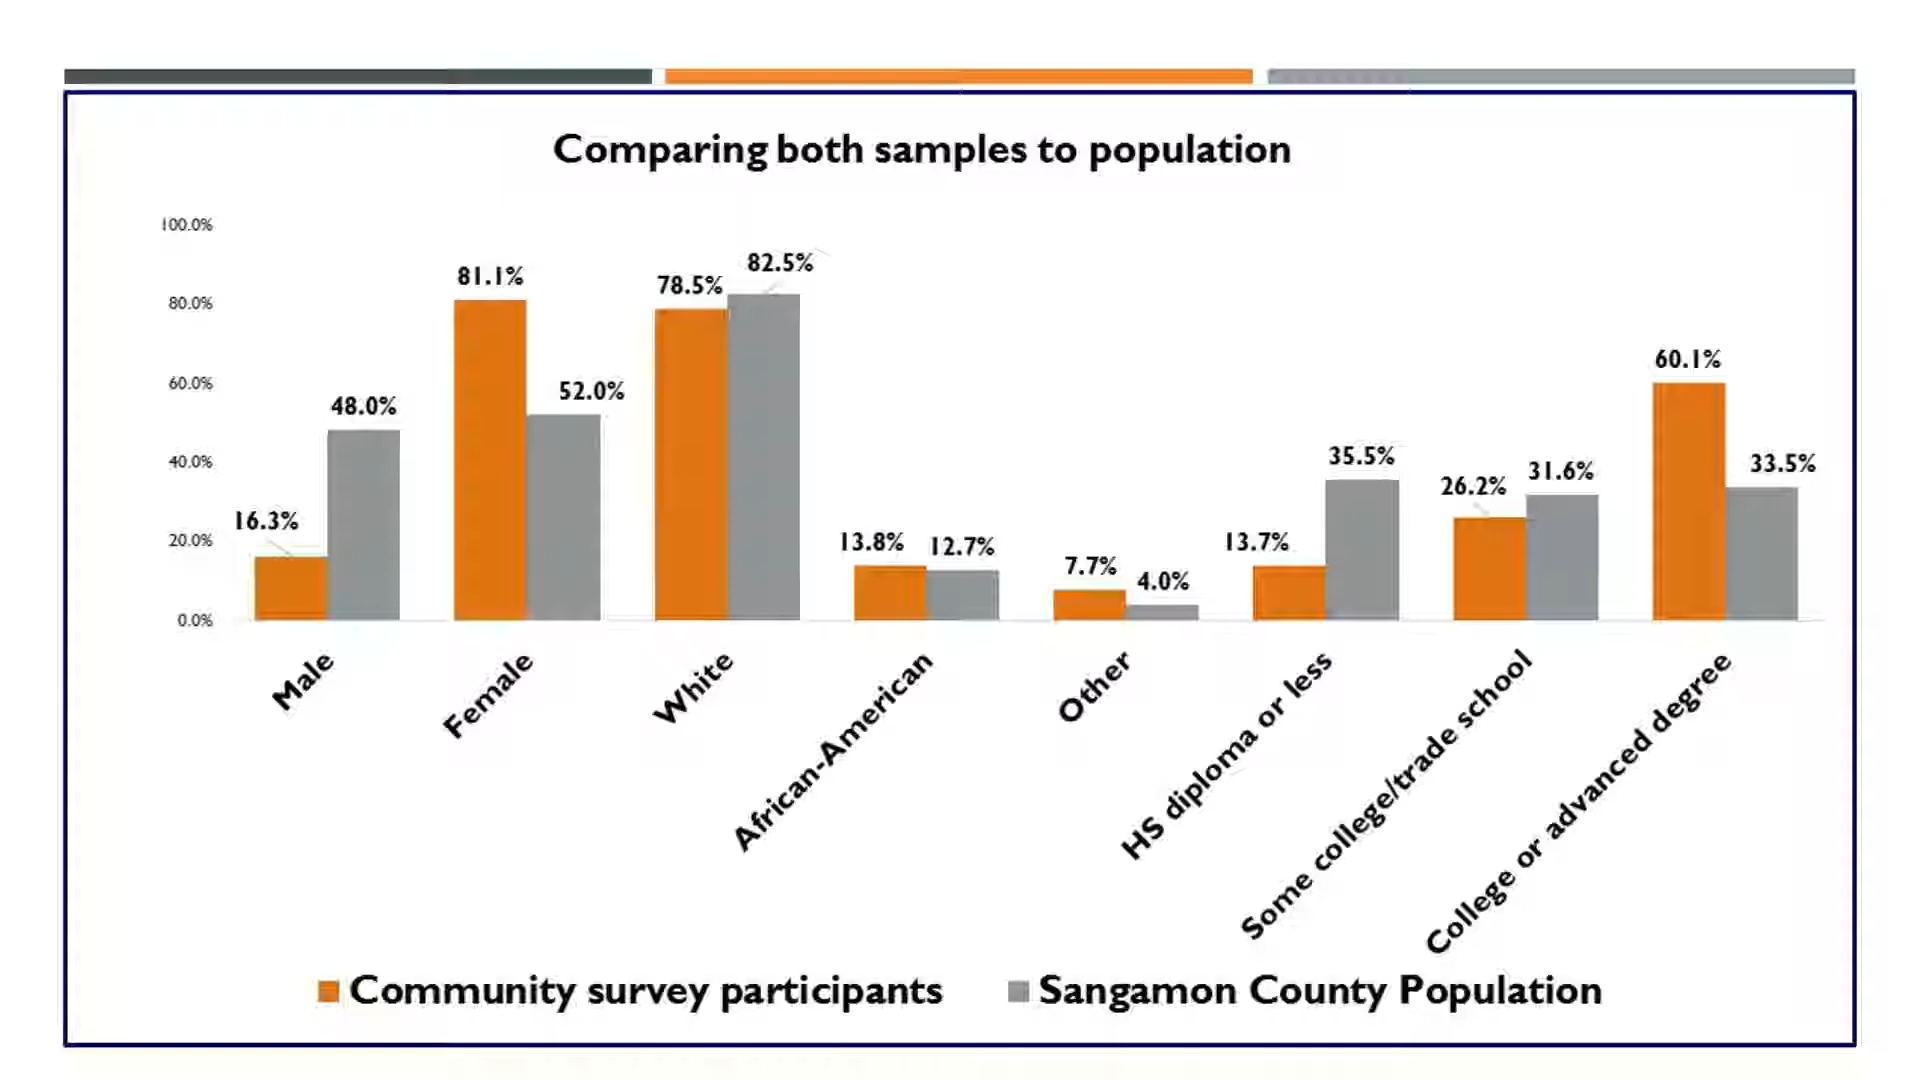 Comparing both samples to population
100.0%
80.0%
60.0%
40.0%
20.0%
0.0%
16.3%
48.0%
81.1%
52.0%
78.5%
82.5%
13.8%
12.7%
7.7%
4.0%
13.7%
35.5%
26.2%
31.6%
60.1%
33.5%
Male
Female
White
African-American
Other
HS diploma or less
Some college/trade school
College or advanced degree
Community survey participants
Sangamon County Population